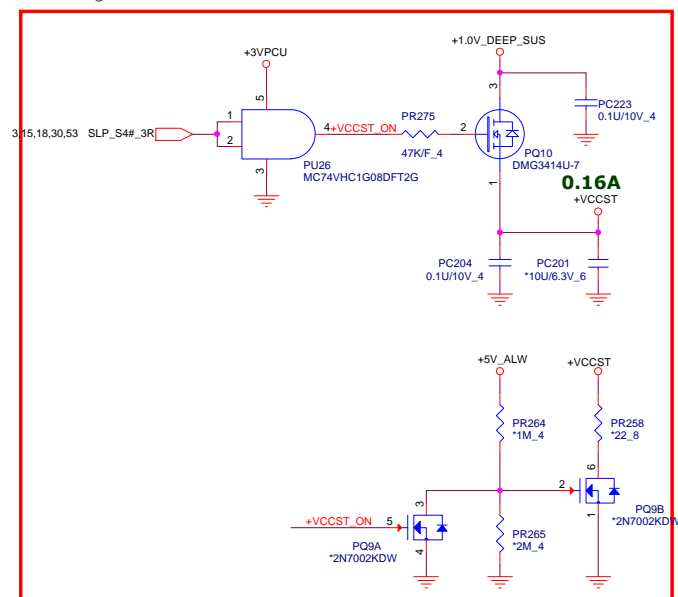 +1.0V_DEEP_SUS
+3VPCU
3
5
PC223
0.1U/10V_4
1
PR275
3,15,18,30,53 SLP_S4#_3R
4
+VCCST_ON
2
2
47K/F_4
PQ10
DMG3414U-7
3
PU26
MC74VHC1G08DFT2G
1
0.16A
+VCCST
PC204
0.1U/10V_4
PC201
*10U/6.3V_6
+5V_ALW
+VCCST
PR264
*1M_4
PR258
*22_8
6
2
3
+VCCST_ON
5
PQ9B
*2N7002KDW
1
PR265
*2M_4
4
PQ9A
*2N7002KDW